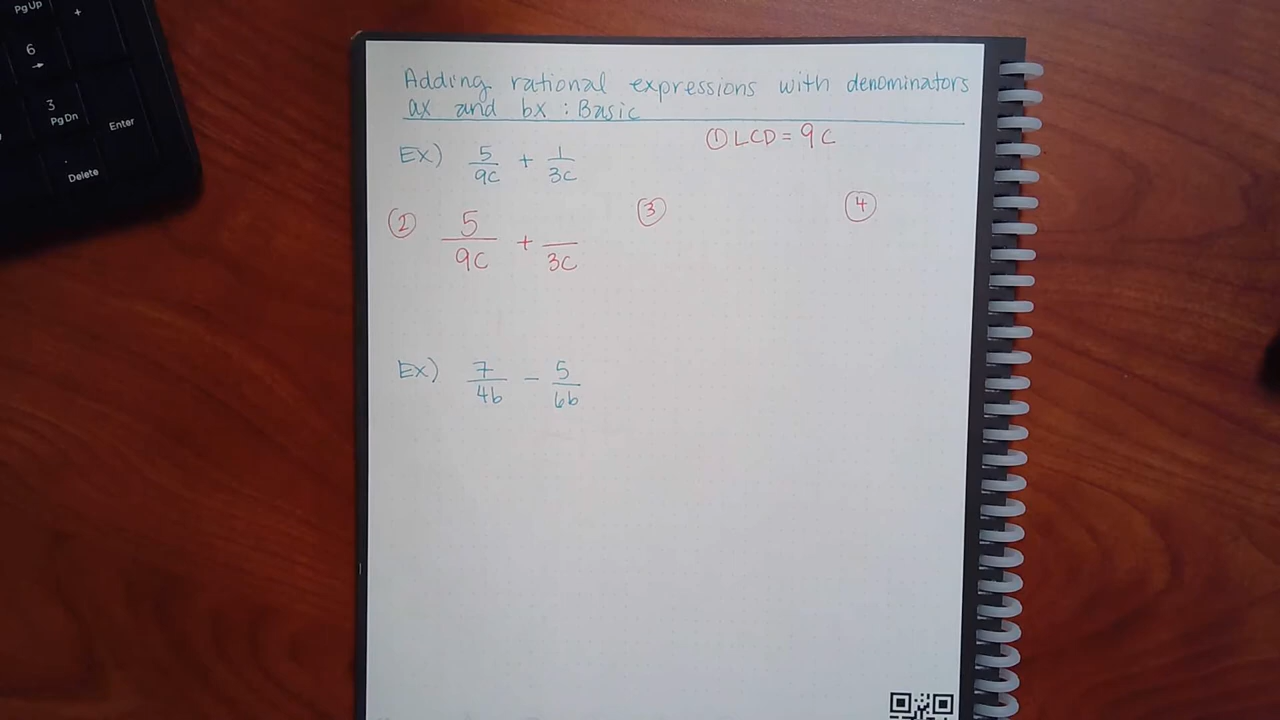 PgUp
+
6
→
3
PgDn
Enter
.
Delete
Adding rational expressions with denominators
ax and bx : Basic
① LCD = 9c
Ex) 5/9c + 1/3c
② 5/9c + /3c ③ ④
Ex) 7/4b - 5/6b